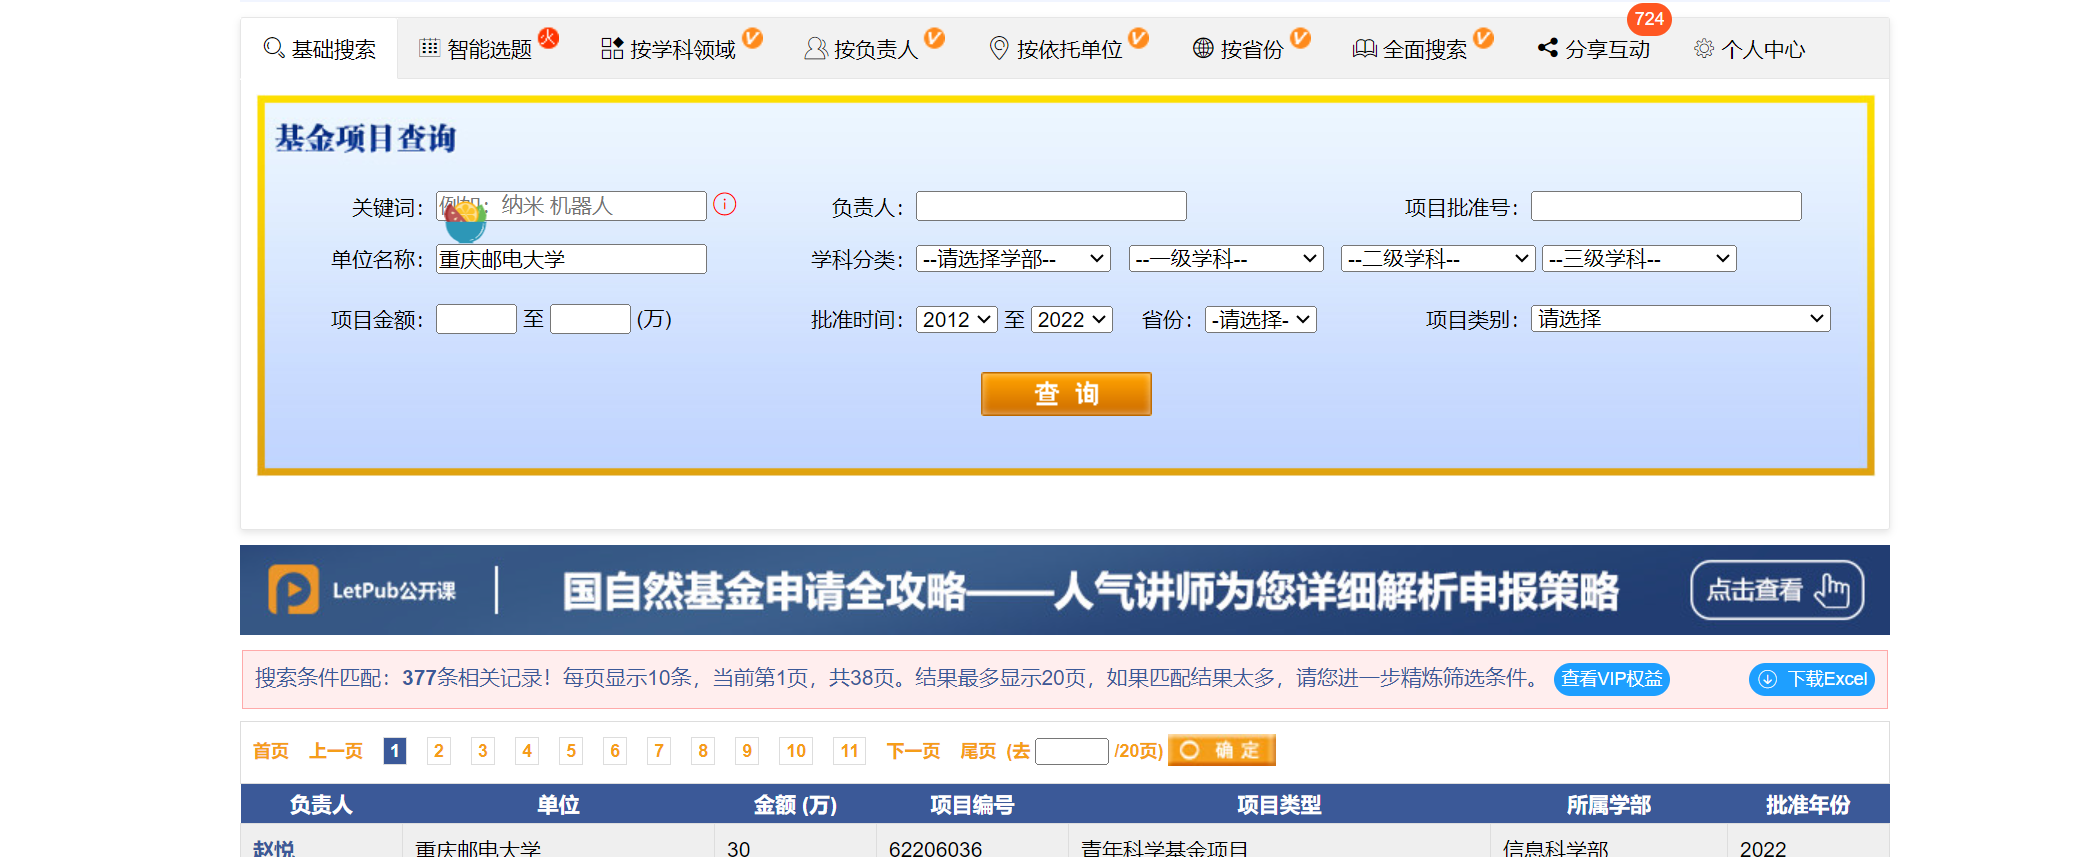 724
基础搜索 智能选题 火 按学科领域 V 按负责人 V 按依托单位 V 按省份 V 全面搜索 V 分享互动 个人中心
基金项目查询
关键词： 例如：纳米 机器人 负责人： 项目批准号：
单位名称： 重庆邮电大学 学科分类： --请选择学部-- --一级学科-- --二级学科-- --三级学科--
项目金额： 至 (万) 批准时间： 2012 至 2022 省份： -请选择- 项目类别： 请选择
查 询
LetPub公开课 国自然基金申请全攻略——人气讲师为您详细解析申报策略 点击查看
搜索条件匹配：377条相关记录！每页显示10条，当前第1页，共38页。结果最多显示20页，如果匹配结果太多，请您进一步精炼筛选条件。 查看VIP权益 下载Excel
首页 上一页 1 2 3 4 5 6 7 8 9 10 11 下一页 尾页 (去 /20页) 确 定
负责人 单位 金额 (万) 项目编号 项目类型 所属学部 批准年份
赵悦 重庆邮电大学 30 62206036 青年科学基金项目 信息科学部 2022